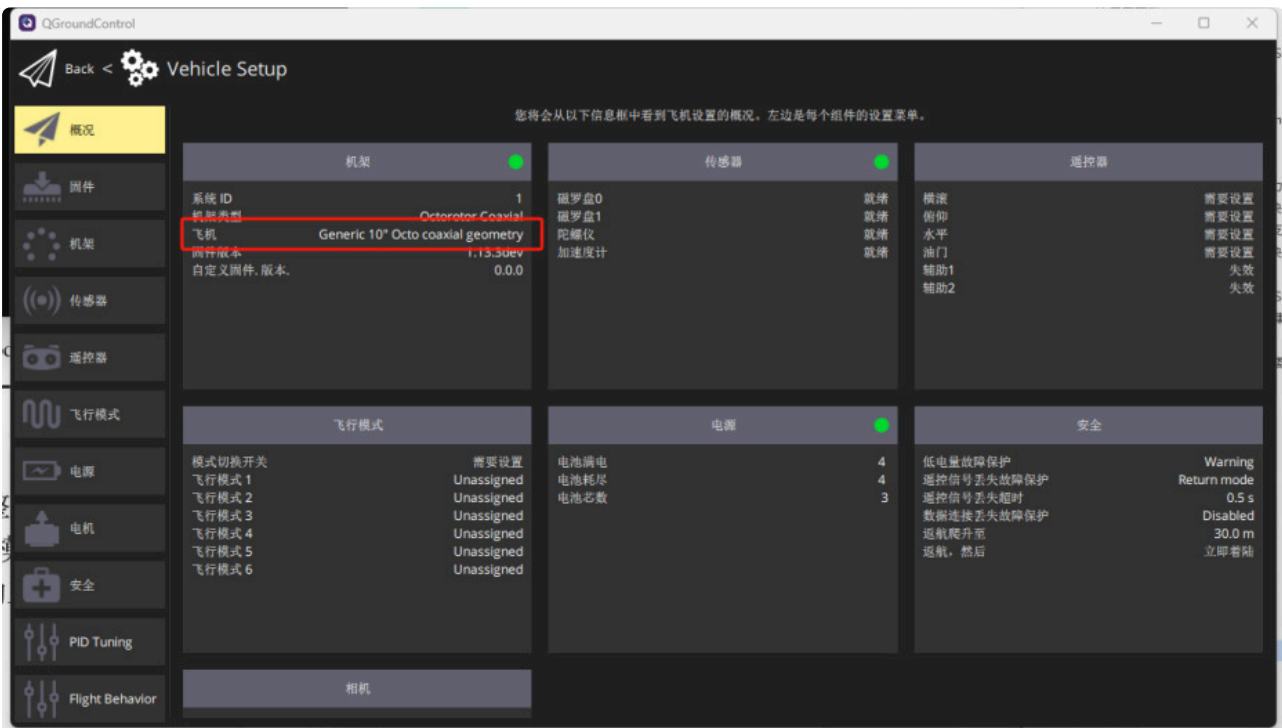 QGroundControl
Back < Vehicle Setup
您将会从以下信息框中看到飞机设置的概况。左边是每个组件的设置菜单。
概况
固件
机架
传感器
遥控器
飞行模式
电源
电机
安全
PID Tuning
Flight Behavior
机架
系统 ID 1
机架类型 Octorotor Coaxial
飞机 Generic 10" Octo coaxial geometry
固件版本 1.13.3dev
自定义固件. 版本. 0.0.0
传感器
磁罗盘0 就绪
磁罗盘1 就绪
陀螺仪 就绪
加速度计 就绪
遥控器
横滚 需要设置
俯仰 需要设置
水平 需要设置
油门 需要设置
辅助1 失效
辅助2 失效
飞行模式
模式切换开关 需要设置
飞行模式 1 Unassigned
飞行模式 2 Unassigned
飞行模式 3 Unassigned
飞行模式 4 Unassigned
飞行模式 5 Unassigned
飞行模式 6 Unassigned
电源
电池满电 4
电池耗尽 4
电池芯数 3
安全
低电量故障保护 Warning
遥控信号丢失故障保护 Return mode
遥控信号丢失超时 0.5 s
数据连接丢失故障保护 Disabled
返航爬升至 30.0 m
返航，然后 立即着陆
相机